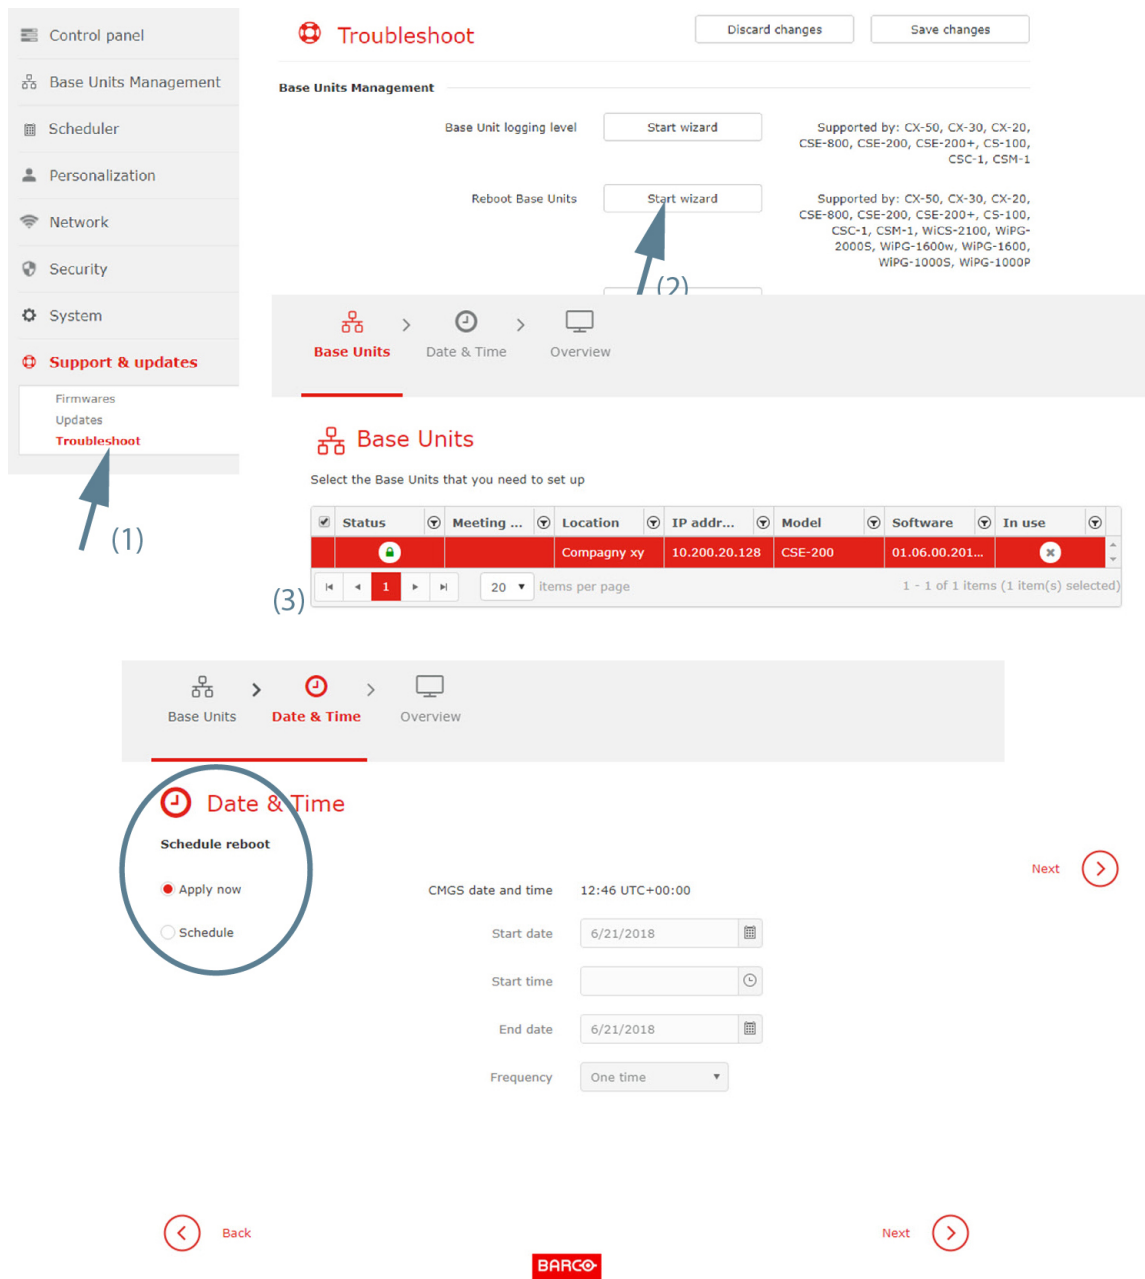 Control panel
Base Units Management
Scheduler
Personalization
Network
Security
System
Support & updates
Firmwares
Updates
Troubleshoot
(1)
Troubleshoot
Discard changes
Save changes
Base Units Management
Base Unit logging level
Start wizard
Supported by: CX-50, CX-30, CX-20,
CSE-800, CSE-200, CSE-200+, CS-100,
CSC-1, CSM-1
Reboot Base Units
Start wizard
Supported by: CX-50, CX-30, CX-20,
CSE-800, CSE-200, CSE-200+, CS-100,
CSC-1, CSM-1, WiCS-2100, WiPG-
2000S, WiPG-1600w, WiPG-1600,
WiPG-1000S, WiPG-1000P
(2)
Base Units > Date & Time > Overview
Base Units
Select the Base Units that you need to set up
Status Meeting ... Location IP addr... Model Software In use
Compagny xy 10.200.20.128 CSE-200 01.06.00.201...
1 20 items per page 1 - 1 of 1 items (1 item(s) selected)
(3)
Base Units > Date & Time > Overview
Date & Time
Schedule reboot
Next
Apply now
CMGS date and time 12:46 UTC+00:00
Schedule
Start date 6/21/2018
Start time
End date 6/21/2018
Frequency One time
Back
Next
BARCO